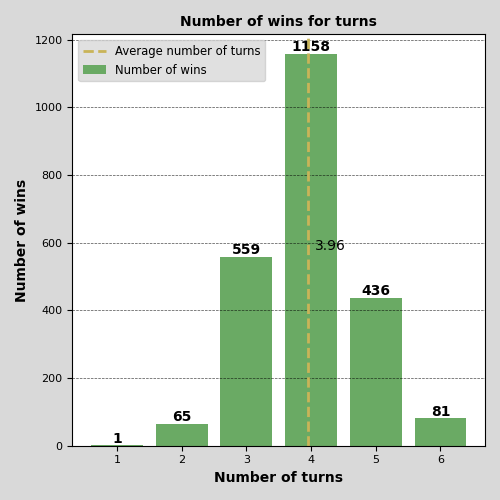 Number of wins for turns
Average number of turns
Number of wins
1200
1000
800
600
400
200
0
Number of wins
1
65
559
1158
3.96
436
81
1 2 3 4 5 6
Number of turns